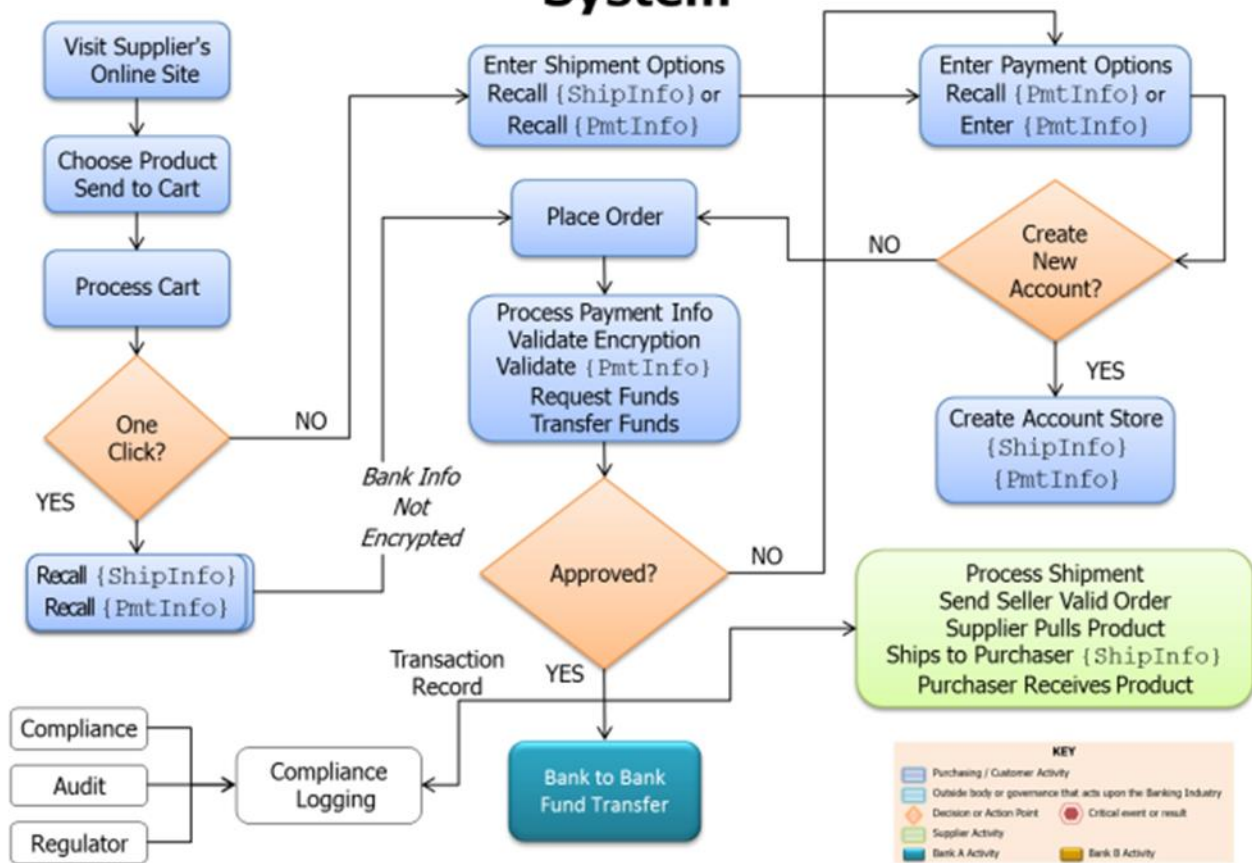 System
Visit Supplier's
Online Site
Choose Product
Send to Cart
Process Cart
One
Click?
NO
YES
Recall {ShipInfo}
Recall {PmtInfo}
Bank Info
Not
Encrypted
Enter Shipment Options
Recall {ShipInfo} or
Recall {PmtInfo}
Enter Payment Options
Recall {PmtInfo} or
Enter {PmtInfo}
Place Order
NO
Create
New
Account?
YES
Create Account Store
{ShipInfo}
{PmtInfo}
Process Payment Info
Validate Encryption
Validate {PmtInfo}
Request Funds
Transfer Funds
Approved?
NO
YES
Transaction
Record
Process Shipment
Send Seller Valid Order
Supplier Pulls Product
Ships to Purchaser {ShipInfo}
Purchaser Receives Product
Compliance
Audit
Regulator
Compliance
Logging
Bank to Bank
Fund Transfer
KEY
Purchasing / Customer Activity
Outside body or governance that acts upon the Banking Industry
Decision or Action Point
Critical event or result
Supplier Activity
Bank A Activity
Bank B Activity